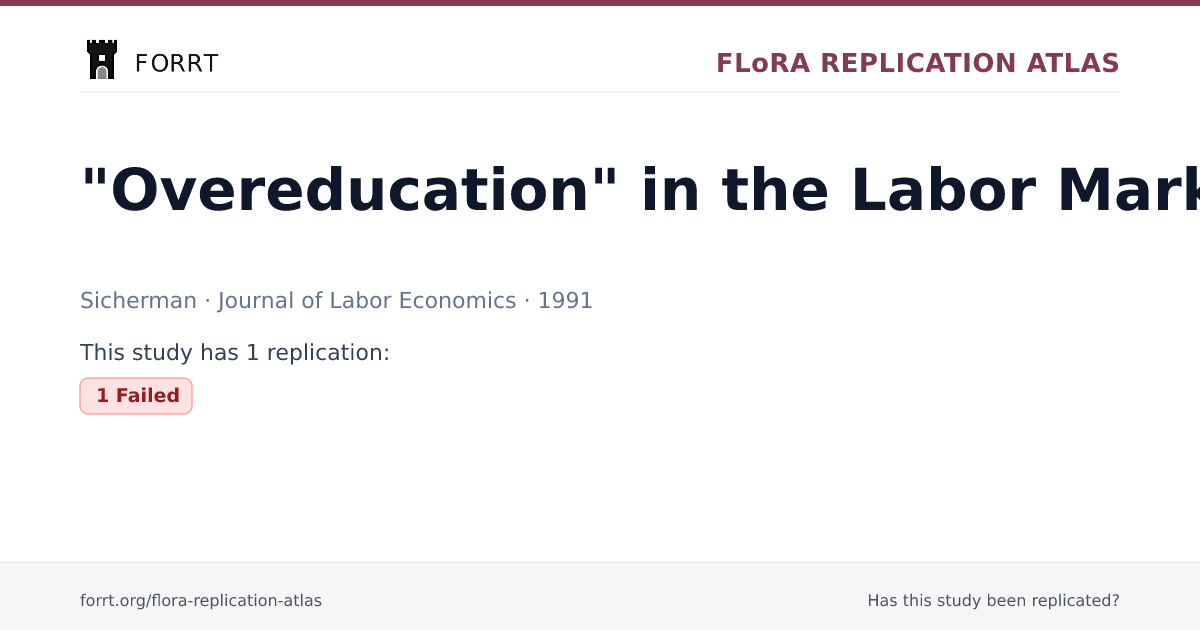 FORRT
FLoRA REPLICATION ATLAS
"Overeducation" in the Labor Mark
Sicherman · Journal of Labor Economics · 1991
This study has 1 replication:
1 Failed
forrt.org/flora-replication-atlas
Has this study been replicated?